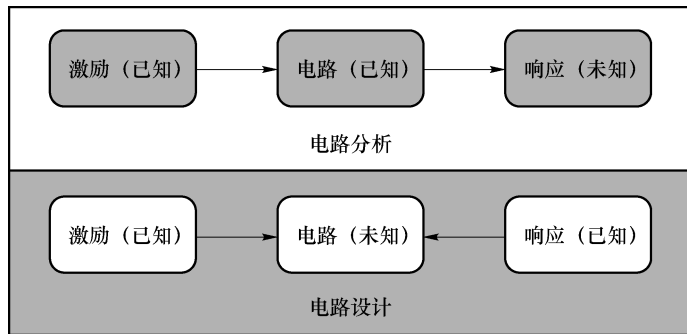 激励（已知） 电路（已知） 响应（未知）
电路分析
激励（已知） 电路（未知） 响应（已知）
电路设计